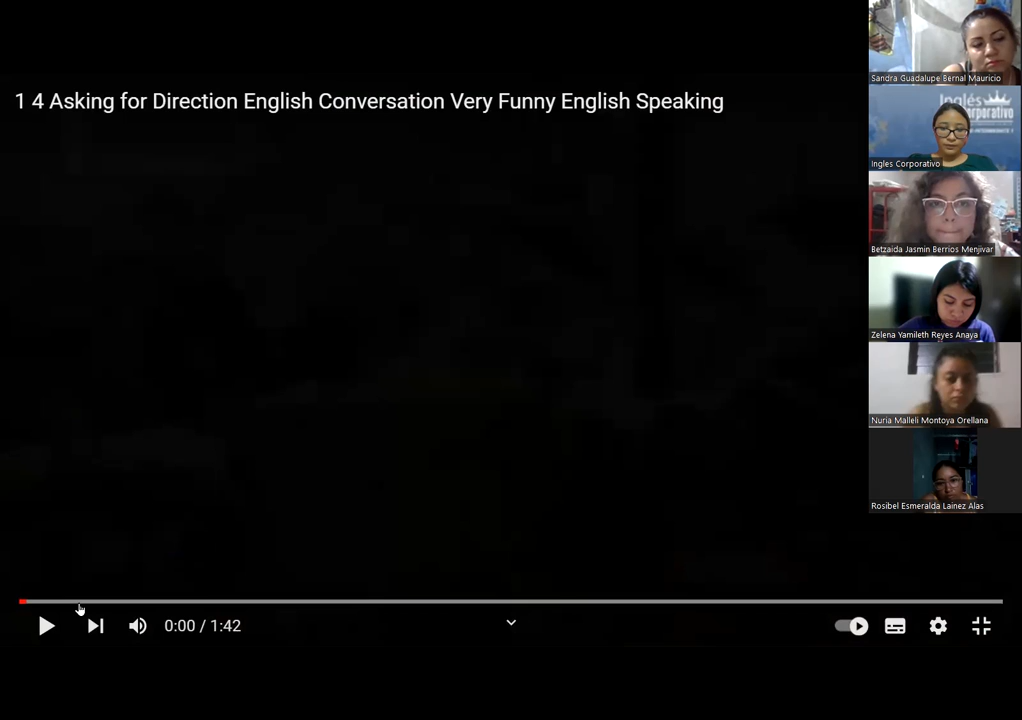 1 4 Asking for Direction English Conversation Very Funny English Speaking
Sandra Guadalupe Bernal Mauricio
Inglés
Corporativo
Ingles Corporativo
Betzaida Jasmin Berrios Menjivar
Zelena Yamileth Reyes Anaya
Nuria Malleli Montoya Orellana
Rosibel Esmeralda Lainez Alas
0:00 / 1:42